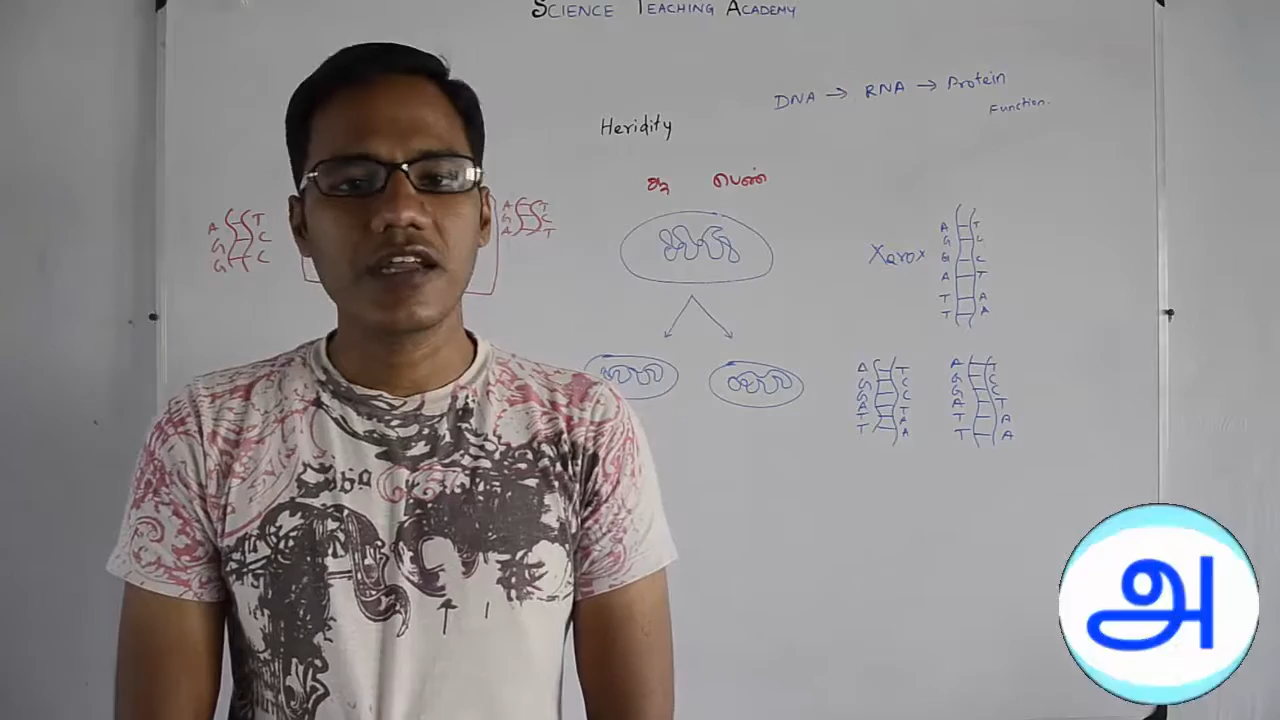 SCIENCE TEACHING ACADEMY
DNA → RNA → Protein
Function.
Heridity
பெண்
A T
G C
G C
A T
G C
A T
Xerox
A T
G C
G C
A T
T A
T A
A T
G C
G C
A T
T A
T A
A T
G C
G C
A T
T A
T A
அ